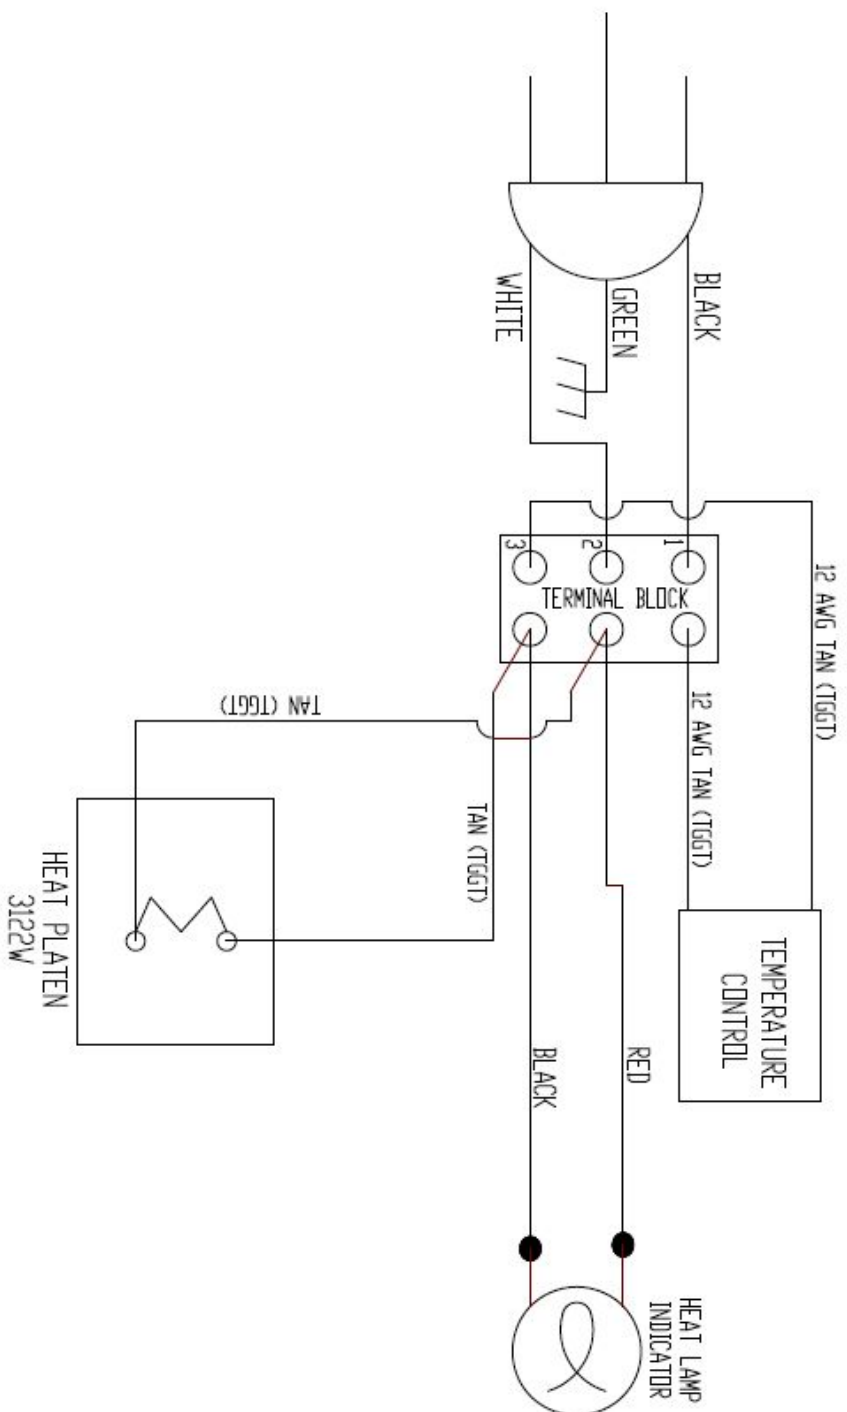 BLACK
GREEN
WHITE
1
2
3
TERMINAL BLOCK
12 AWG TAN (TGGT)
12 AWG TAN (TGGT)
TAN (TGGT)
TAN (TGGT)
HEAT PLATEN
3122W
TEMPERATURE
CONTROL
RED
BLACK
HEAT LAMP
INDICATOR